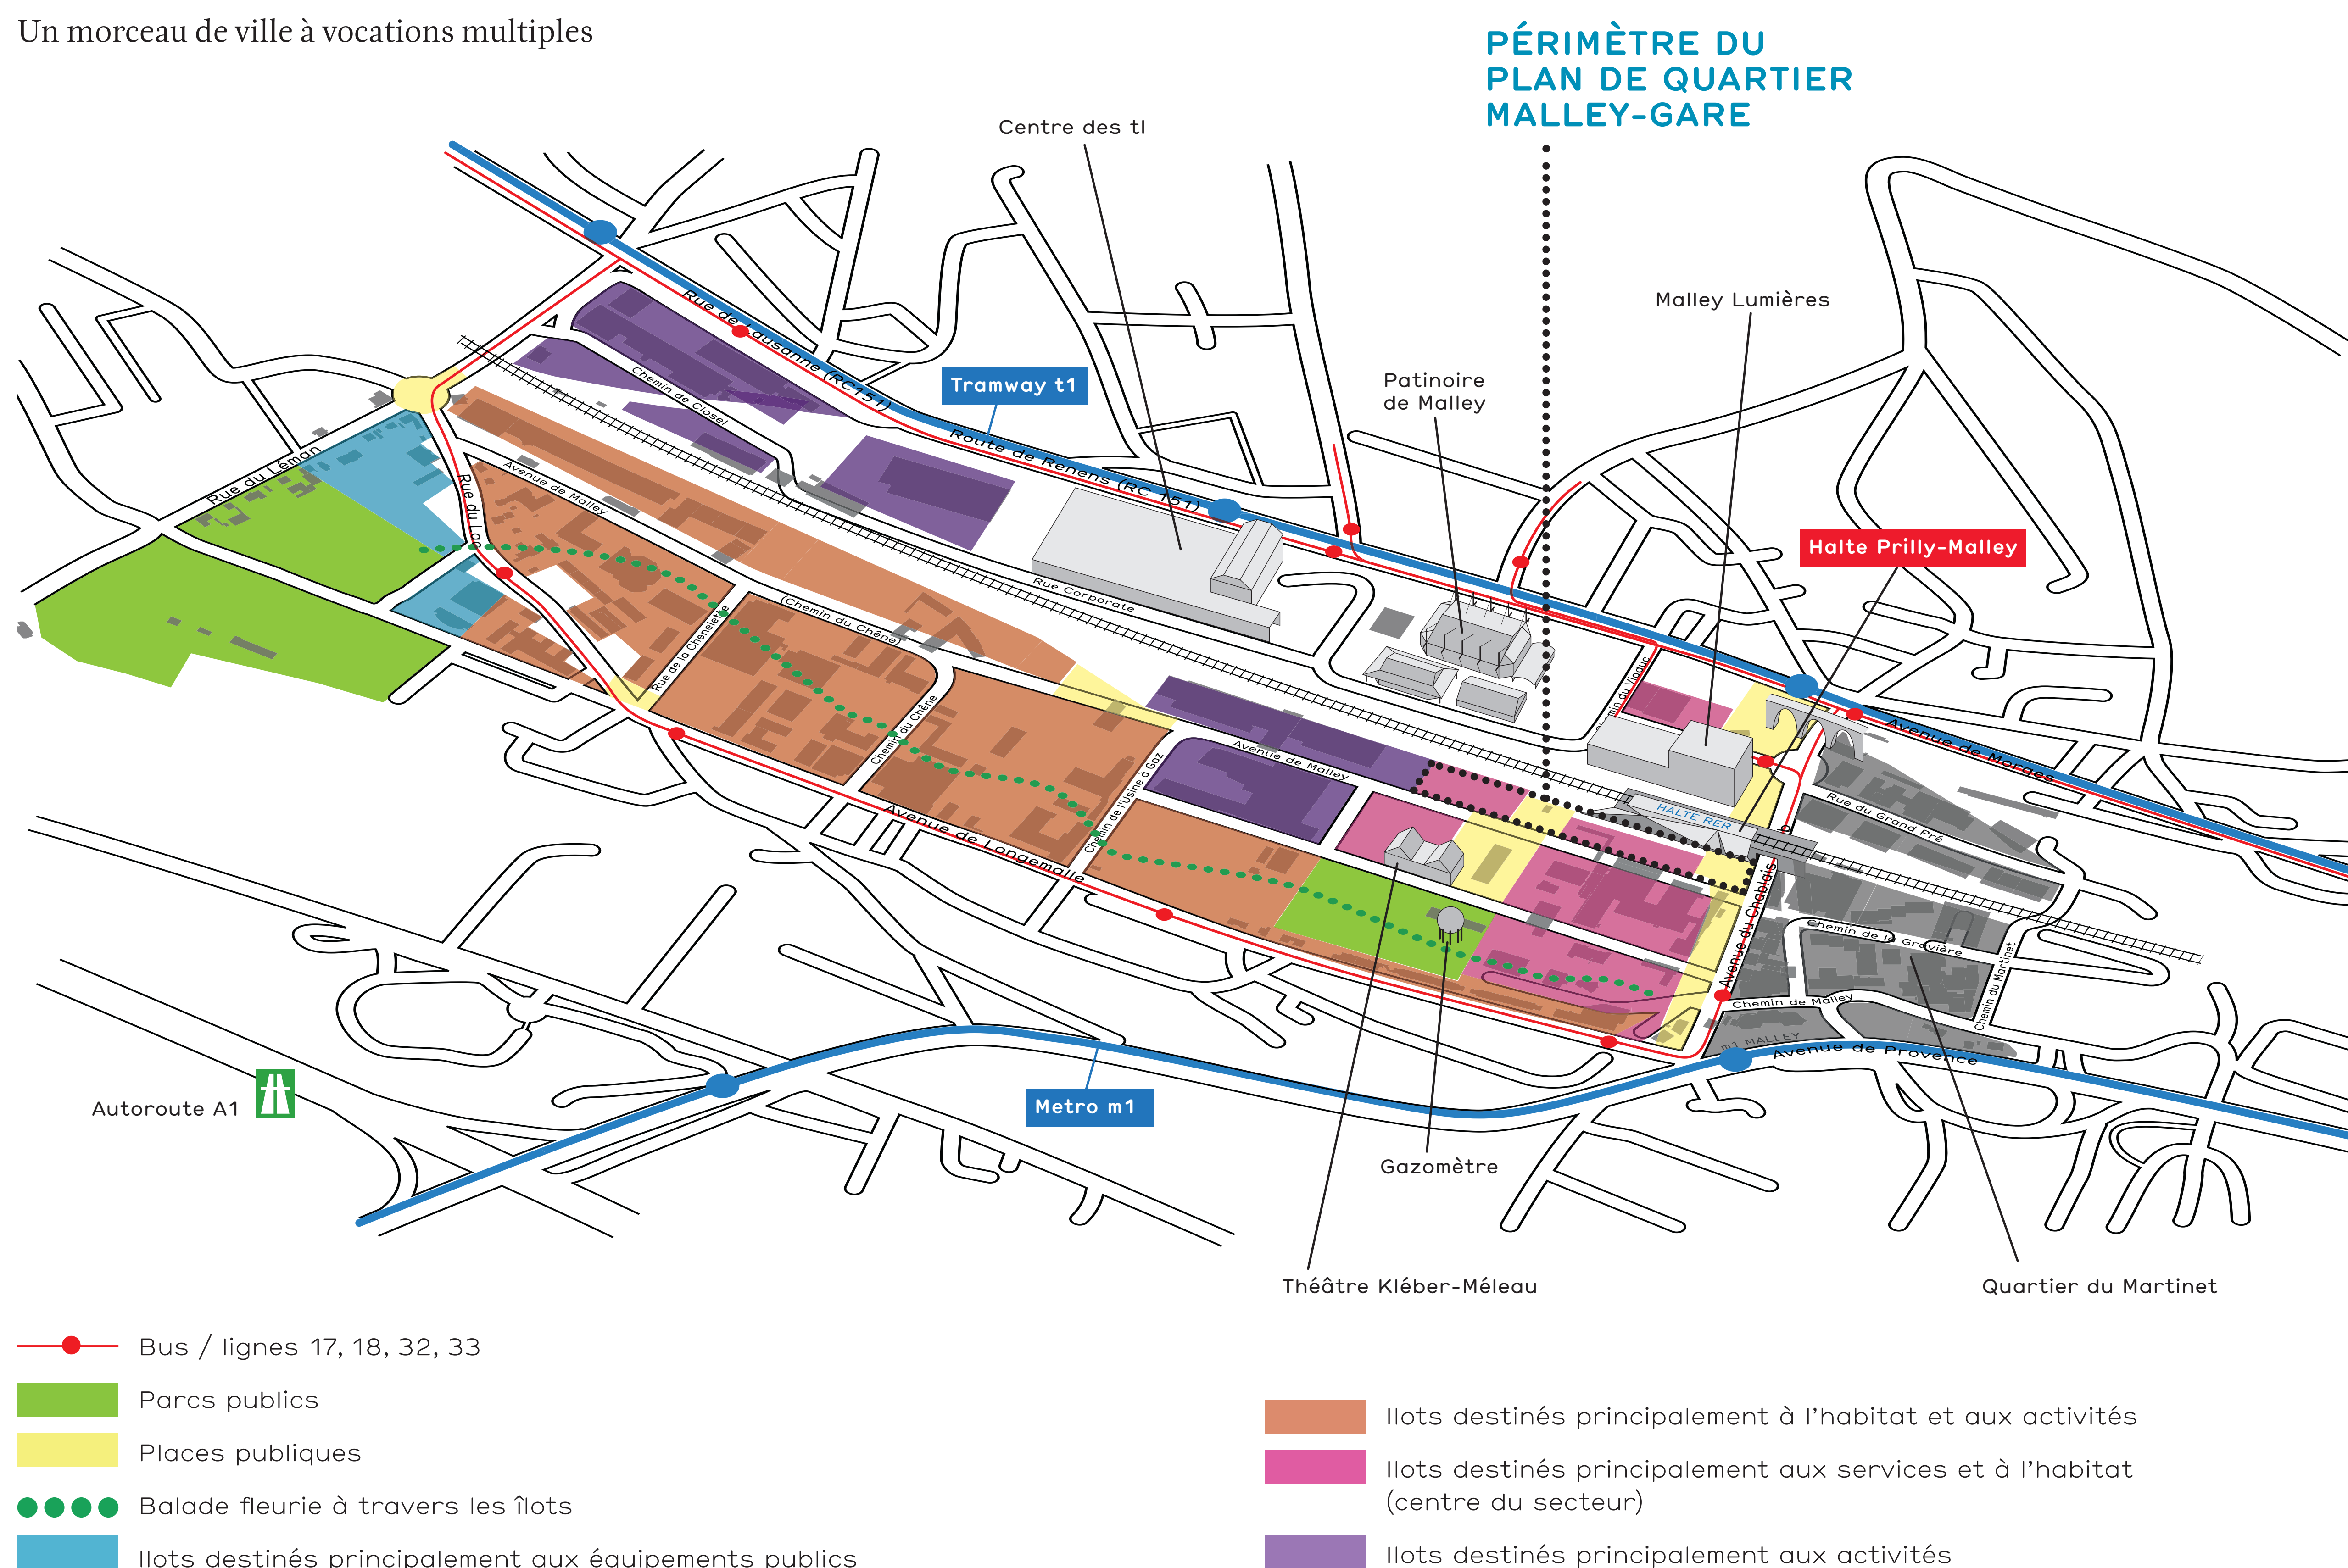 Un morceau de ville à vocations multiples
PÉRIMÈTRE DU
PLAN DE QUARTIER
MALLEY-GARE
Centre des tl
Malley Lumières
Patinoire
de Malley
Tramway t1
Halte Prilly-Malley
Rue de Lausanne (RC151)
Chemin de Closel
Route de Renens (RC 151)
Rue du Léman
Avenue de Malley
Rue du Lac
Rue Corporate
(Chemin du Chêne)
Rue de la Chenelette
Chemin du Chêne
Chemin de l'Usine à Gaz
Avenue de Malley
Avenue de Longemalle
min du Viaduc
HALTE RER
Avenue de Morges
Rue du Grand Pré
Avenue du Chablais
Chemin de la Gravière
Chemin du Martinet
Chemin de Malley
m1 MALLEY
Avenue de Provence
Autoroute A1
Metro m1
Gazomètre
Théâtre Kléber-Méleau
Quartier du Martinet
Bus / lignes 17, 18, 32, 33
Parcs publics
Places publiques
Balade fleurie à travers les îlots
Ilots destinés principalement aux équipements publics
Ilots destinés principalement à l'habitat et aux activités
Ilots destinés principalement aux services et à l'habitat
(centre du secteur)
Ilots destinés principalement aux activités